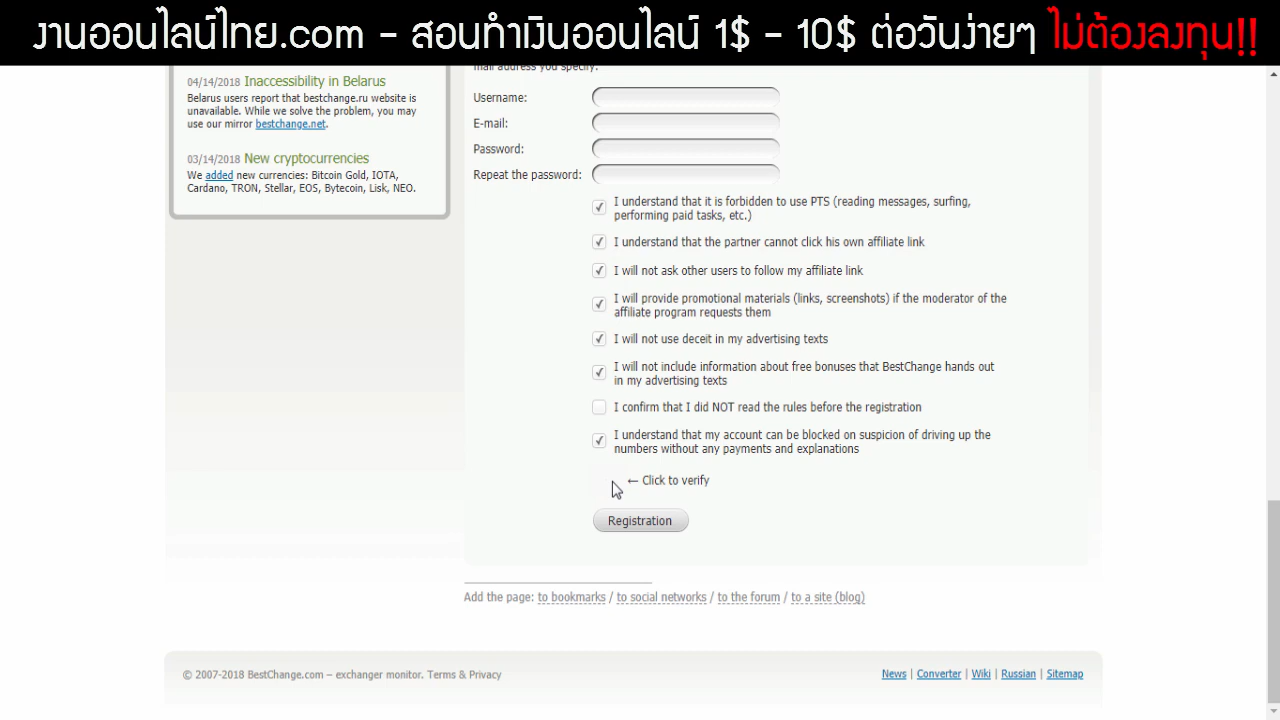 งานออนไลน์ไทย.com - สอนทำเงินออนไลน์ 1$ - 10$ ต่อวันง่ายๆ ไม่ต้องลงทุน!!
mail address you specify.
04/14/2018 Inaccessibility in Belarus
Belarus users report that bestchange.ru website is
unavailable. While we solve the problem, you may
use our mirror bestchange.net.
03/14/2018 New cryptocurrencies
We added new currencies: Bitcoin Gold, IOTA,
Cardano, TRON, Stellar, EOS, Bytecoin, Lisk, NEO.
Username:
E-mail:
Password:
Repeat the password:
I understand that it is forbidden to use PTS (reading messages, surfing,
performing paid tasks, etc.)
I understand that the partner cannot click his own affiliate link
I will not ask other users to follow my affiliate link
I will provide promotional materials (links, screenshots) if the moderator of the
affiliate program requests them
I will not use deceit in my advertising texts
I will not include information about free bonuses that BestChange hands out
in my advertising texts
I confirm that I did NOT read the rules before the registration
I understand that my account can be blocked on suspicion of driving up the
numbers without any payments and explanations
← Click to verify
Registration
Add the page: to bookmarks / to social networks / to the forum / to a site (blog)
© 2007-2018 BestChange.com – exchanger monitor. Terms & Privacy
News | Converter | Wiki | Russian | Sitemap